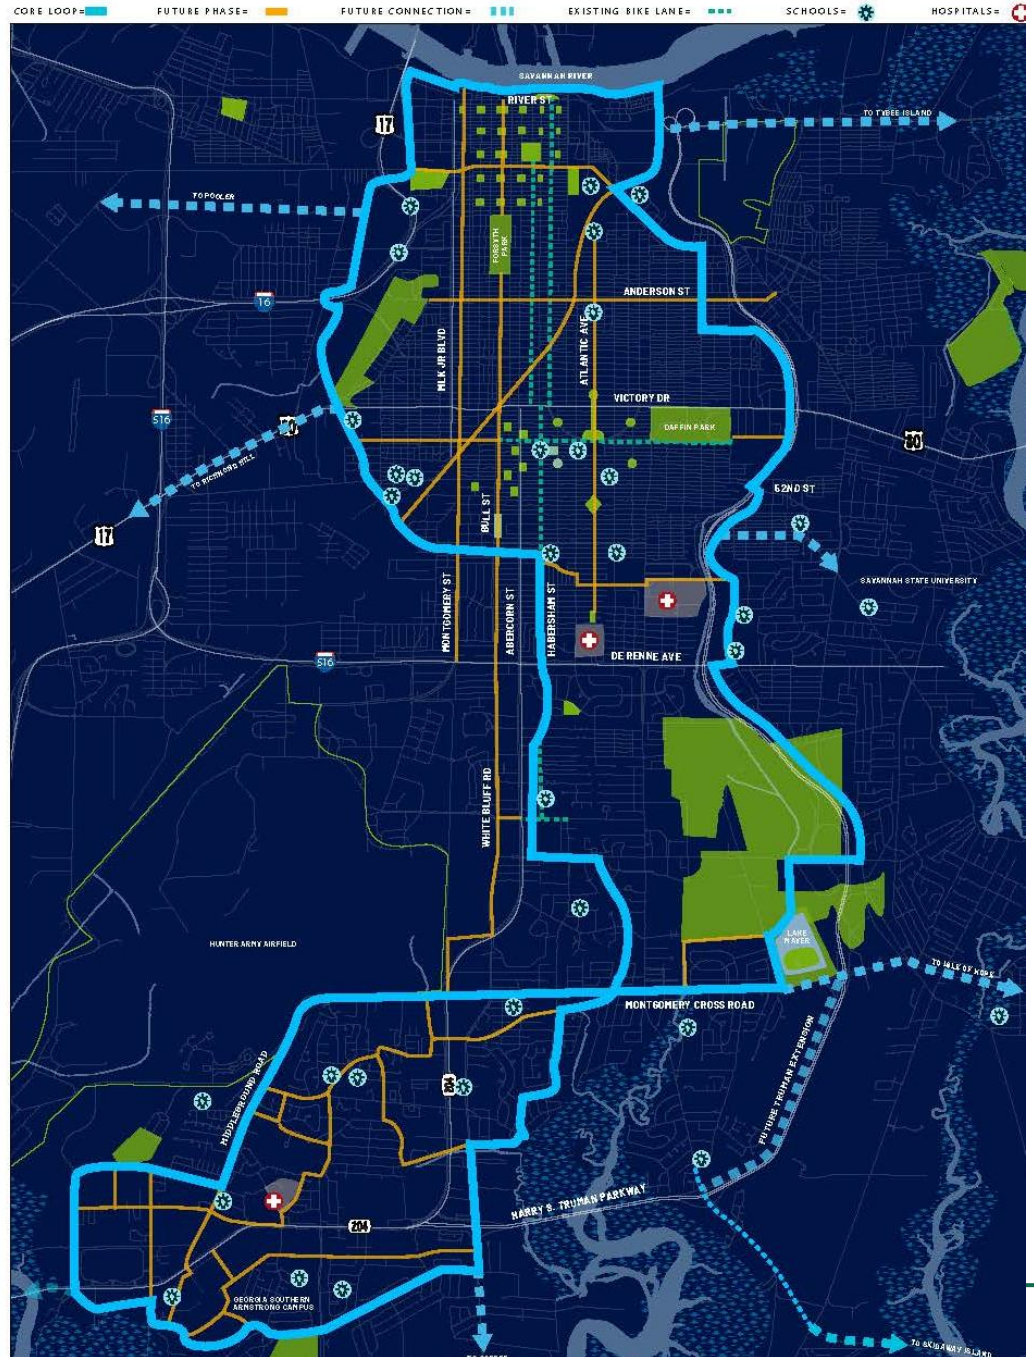 CORE LOOP=
FUTURE PHASE=
FUTURE CONNECTION=
EXISTING BIKE LANE=
SCHOOLS=
HOSPITALS=
SAVANNAH RIVER
RIVER ST
17
TO TYBEE ISLAND
TO POOLER
FORSYTH
PARK
ANDERSON ST
16
MLK JR BLVD
ATLANTIC AVE
VICTORY DR
516
80
DAFFIN PARK
80
TO RICHMOND HILL
52ND ST
BULL ST
17
SAVANNAH STATE UNIVERSITY
MONTGOMERY ST
ABERCORN ST
HABERSHAM ST
516
DE RENNE AVE
WHITE BLUFF RD
HUNTER ARMY AIRFIELD
LAKE
MAYER
TO ISLE OF HOPE
MONTGOMERY CROSS ROAD
MIDDLEGROUND ROAD
204
FUTURE TRUMAN EXTENSION
HARRY S. TRUMAN PARKWAY
204
GEORGIA SOUTHERN
ARMSTRONG CAMPUS
TO SKIDAWAY ISLAND